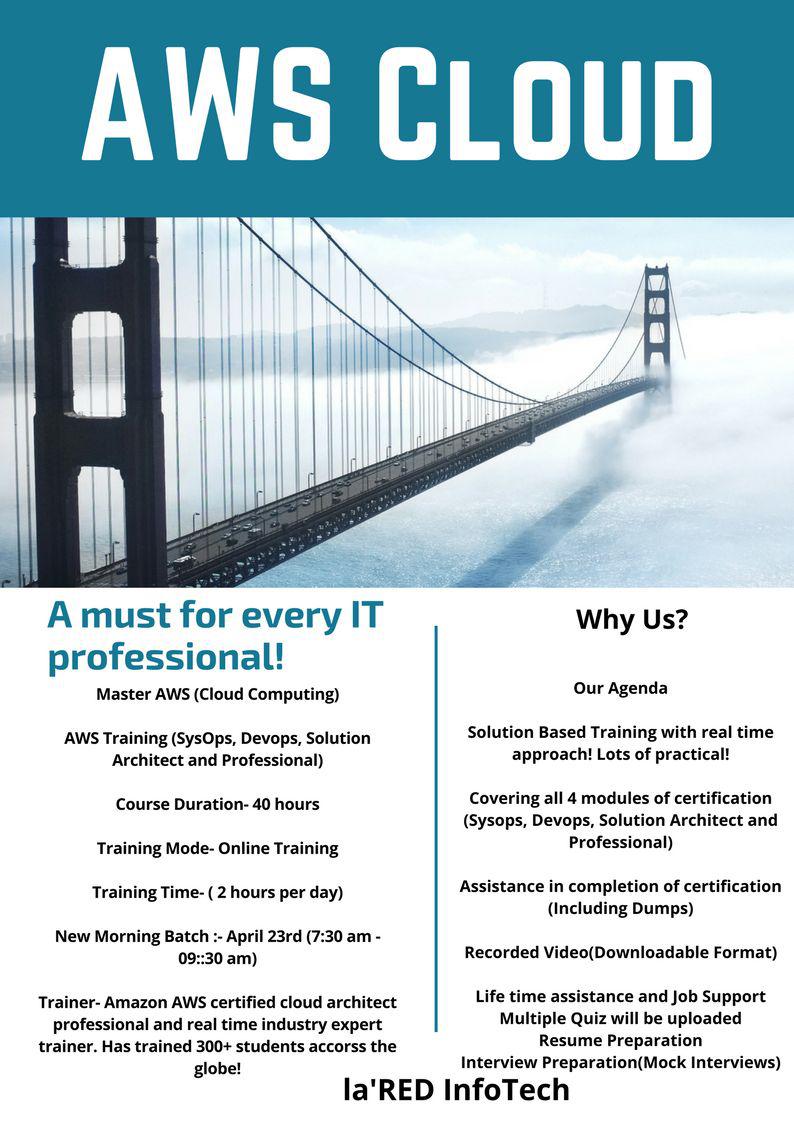 AWS Cloud
A must for every IT
professional!
Master AWS (Cloud Computing)
AWS Training (SysOps, Devops, Solution
Architect and Professional)
Course Duration- 40 hours
Training Mode- Online Training
Training Time- ( 2 hours per day)
New Morning Batch :- April 23rd (7:30 am -
09::30 am)
Trainer- Amazon AWS certified cloud architect
professional and real time industry expert
trainer. Has trained 300+ students accorss the
globe!
Why Us?
Our Agenda
Solution Based Training with real time
approach! Lots of practical!
Covering all 4 modules of certification
(Sysops, Devops, Solution Architect and
Professional)
Assistance in completion of certification
(Including Dumps)
Recorded Video(Downloadable Format)
Life time assistance and Job Support
Multiple Quiz will be uploaded
Resume Preparation
Interview Preparation(Mock Interviews)
la'RED InfoTech